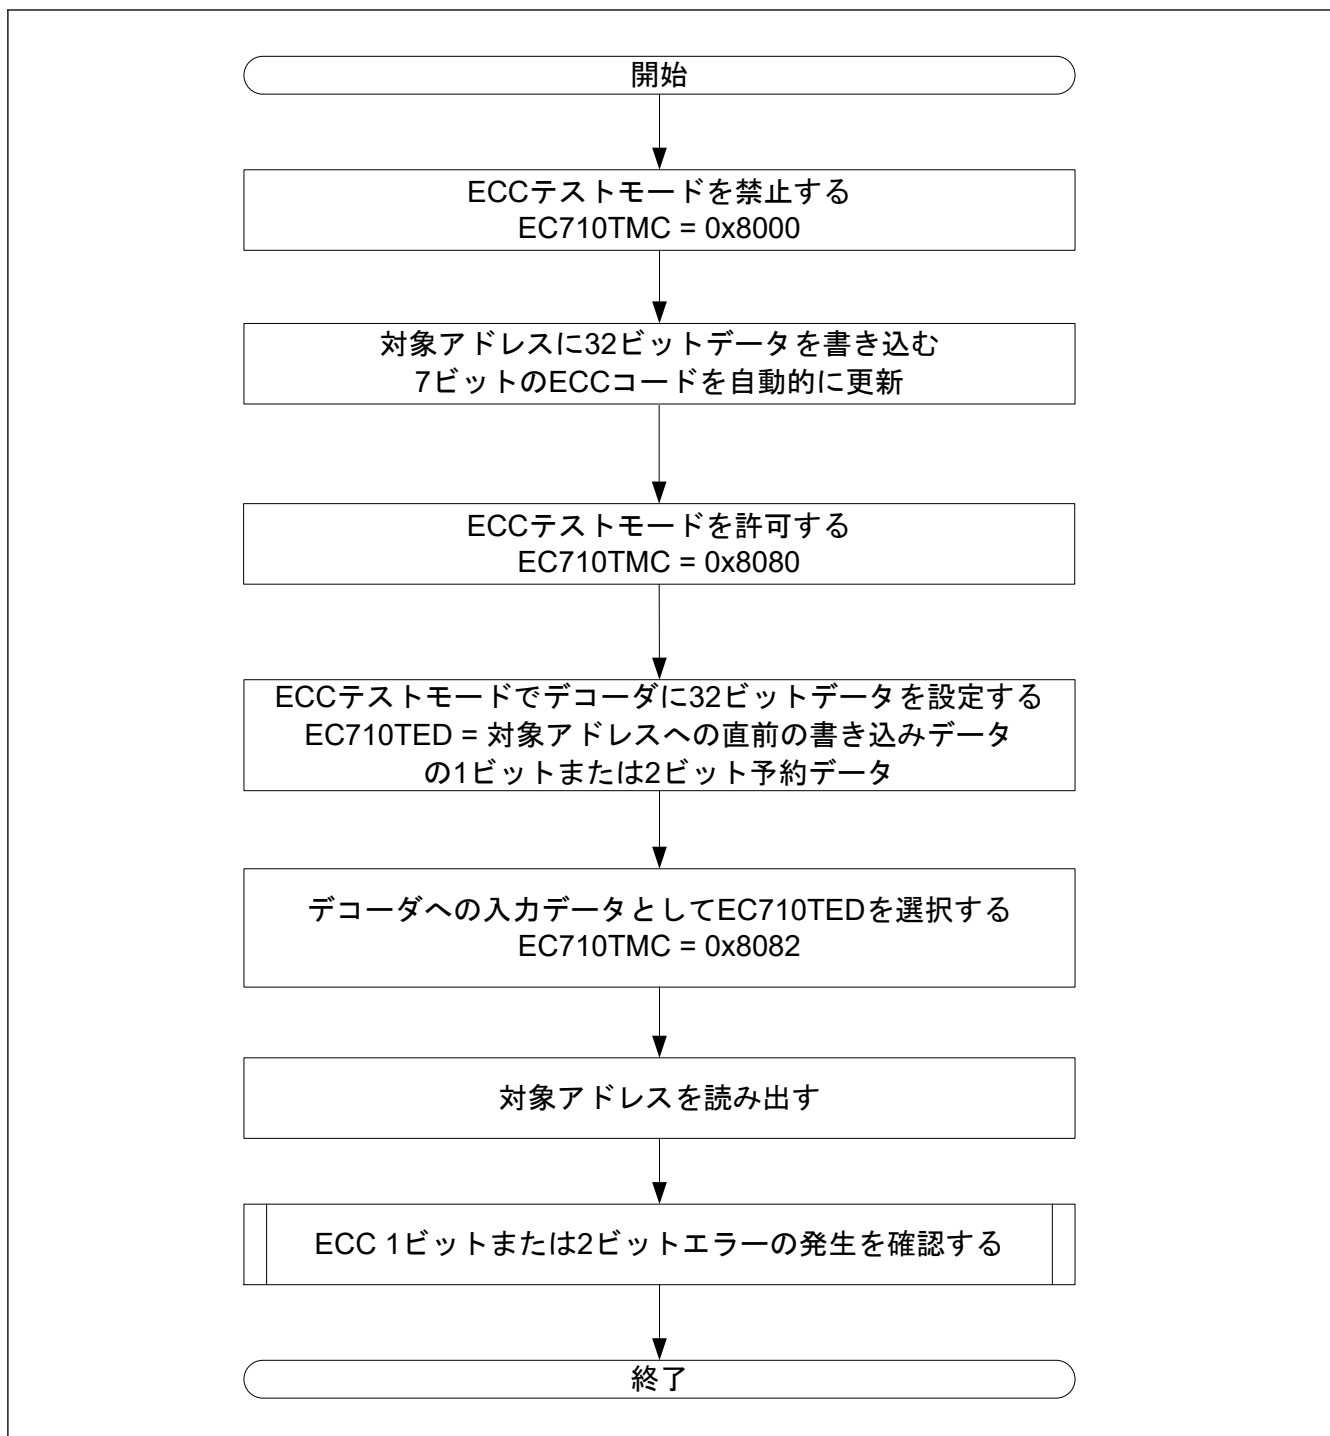 開始
ECCテストモードを禁止する
EC710TMC = 0x8000
対象アドレスに32ビットデータを書き込む
7ビットのECCコードを自動的に更新
ECCテストモードを許可する
EC710TMC = 0x8080
ECCテストモードでデコーダに32ビットデータを設定する
EC710TED = 対象アドレスへの直前の書き込みデータ
の1ビットまたは2ビット予約データ
デコーダへの入力データとしてEC710TEDを選択する
EC710TMC = 0x8082
対象アドレスを読み出す
ECC 1ビットまたは2ビットエラーの発生を確認する
終了